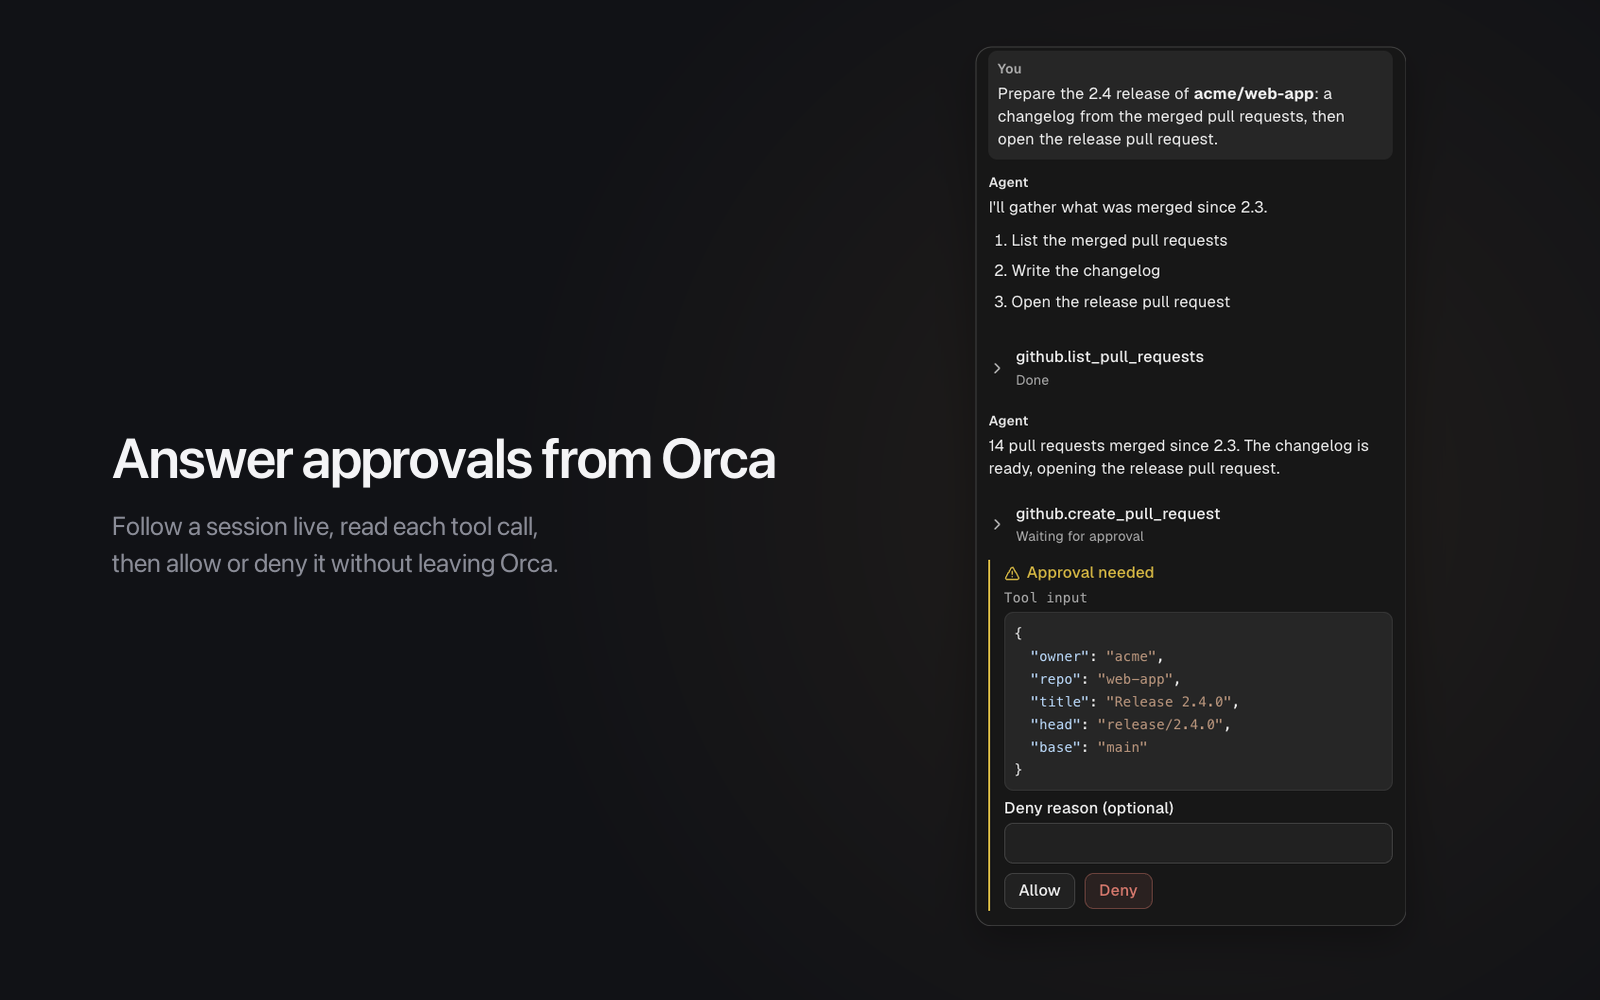 Answer approvals from Orca
Follow a session live, read each tool call,
then allow or deny it without leaving Orca.
You
Prepare the 2.4 release of acme/web-app: a
changelog from the merged pull requests, then
open the release pull request.
Agent
I'll gather what was merged since 2.3.
1. List the merged pull requests
2. Write the changelog
3. Open the release pull request
github.list_pull_requests
Done
Agent
14 pull requests merged since 2.3. The changelog is
ready, opening the release pull request.
github.create_pull_request
Waiting for approval
Approval needed
Tool input
{
  "owner": "acme",
  "repo": "web-app",
  "title": "Release 2.4.0",
  "head": "release/2.4.0",
  "base": "main"
}
Deny reason (optional)
Allow Deny